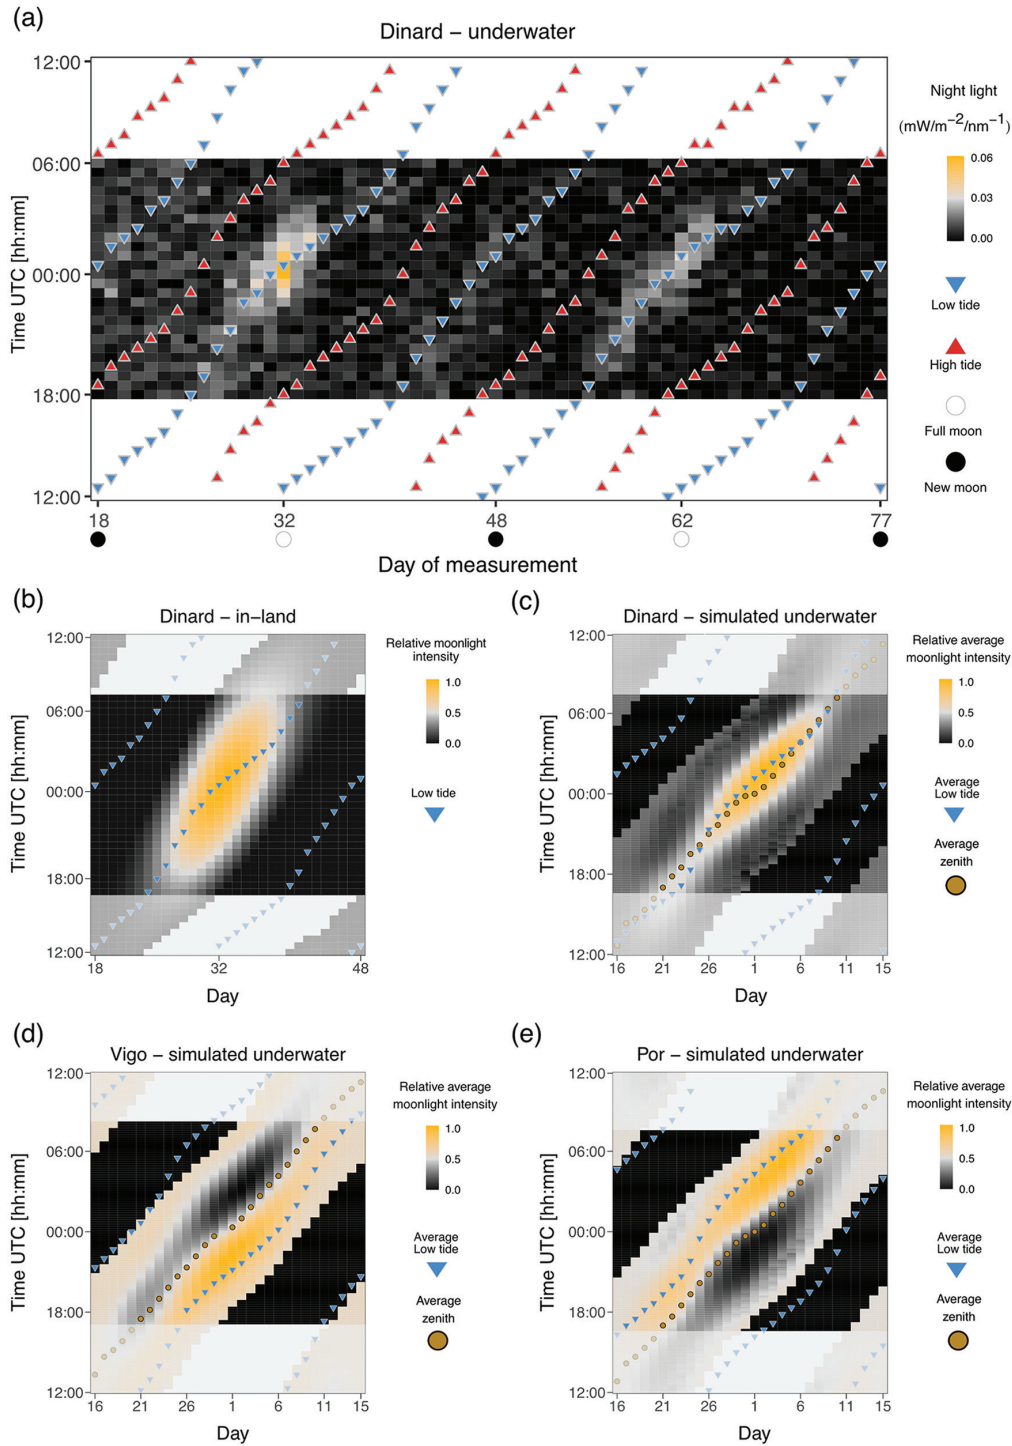 (a)
Dinard – underwater
12:00
06:00
00:00
18:00
12:00
Time UTC [hh:mm]
18 32 48 62 77
Day of measurement
Night light
(mW/m−2/nm−1)
0.06
0.03
0.00
Low tide
High tide
Full moon
New moon
(b)
Dinard – in–land
12:00
06:00
00:00
18:00
12:00
Time UTC [hh:mm]
18 32 48
Day
Relative moonlight
intensity
1.0
0.5
0.0
Low tide
(c)
Dinard – simulated underwater
12:00
06:00
00:00
18:00
12:00
Time UTC [hh:mm]
16 21 26 1 6 11 15
Day
Relative average
moonlight intensity
1.0
0.5
0.0
Average
Low tide
Average
zenith
(d)
Vigo – simulated underwater
12:00
06:00
00:00
18:00
12:00
Time UTC [hh:mm]
16 21 26 1 6 11 15
Day
Relative average
moonlight intensity
1.0
0.5
0.0
Average
Low tide
Average
zenith
(e)
Por – simulated underwater
12:00
06:00
00:00
18:00
12:00
Time UTC [hh:mm]
16 21 26 1 6 11 15
Day
Relative average
moonlight intensity
1.0
0.5
0.0
Average
Low tide
Average
zenith